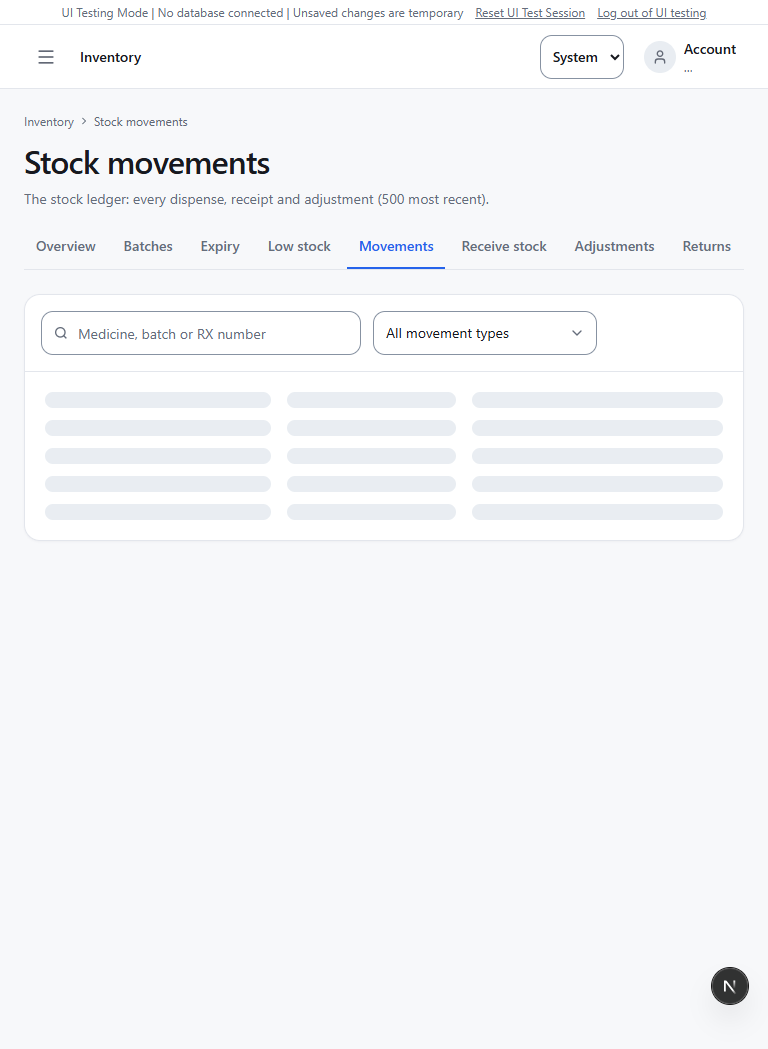 UI Testing Mode | No database connected | Unsaved changes are temporary Reset UI Test Session Log out of UI testing
Inventory
System
Account
...
Inventory > Stock movements
Stock movements
The stock ledger: every dispense, receipt and adjustment (500 most recent).
Overview Batches Expiry Low stock Movements Receive stock Adjustments Returns
Medicine, batch or RX number
All movement types
N